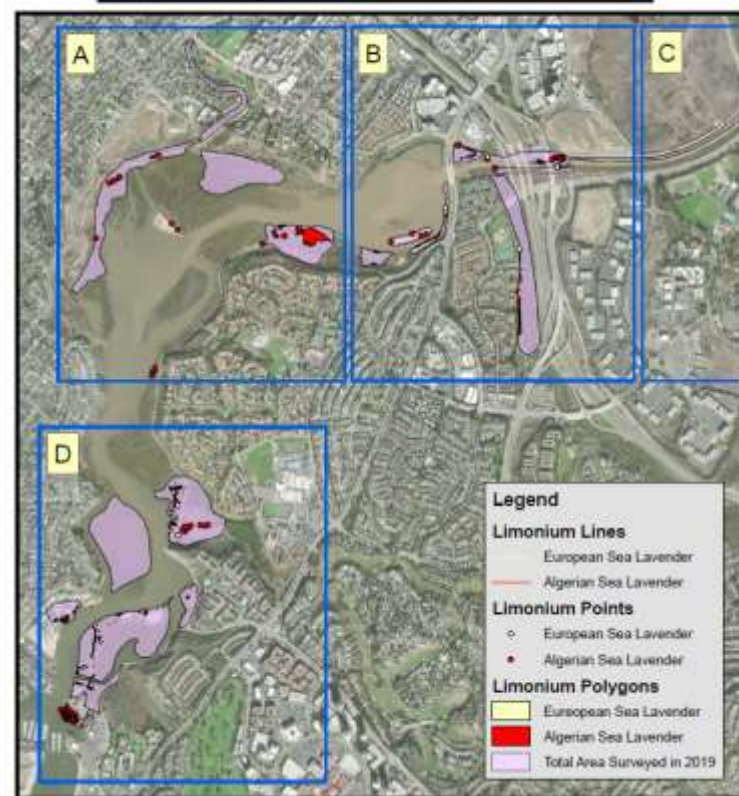 A
B
C
D
Legend
Limonium Lines
European Sea Lavender
Algerian Sea Lavender
Limonium Points
European Sea Lavender
Algerian Sea Lavender
Limonium Polygons
Eureopean Sea Lavender
Algerian Sea Lavender
Total Area Surveyed in 2019